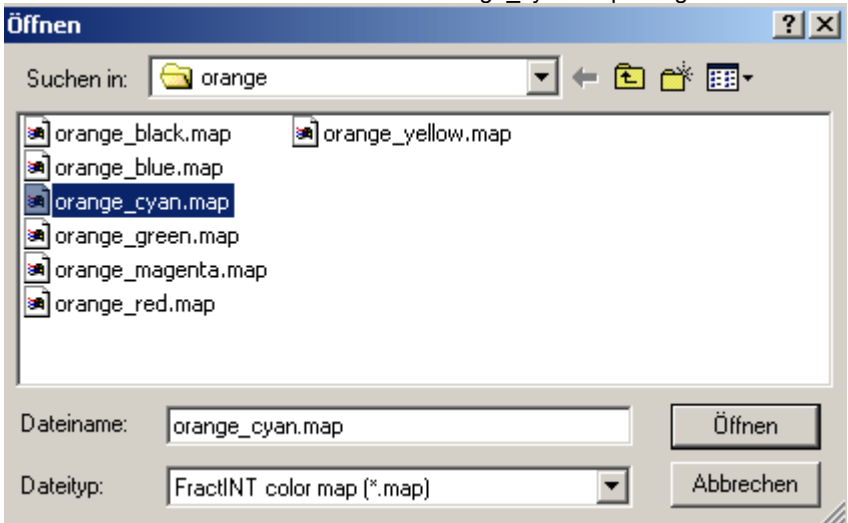 Öffnen
Suchen in: orange
orange_black.map
orange_blue.map
orange_cyan.map
orange_green.map
orange_magenta.map
orange_red.map
orange_yellow.map
Dateiname: orange_cyan.map Öffnen
Dateityp: FractINT color map (*.map) Abbrechen